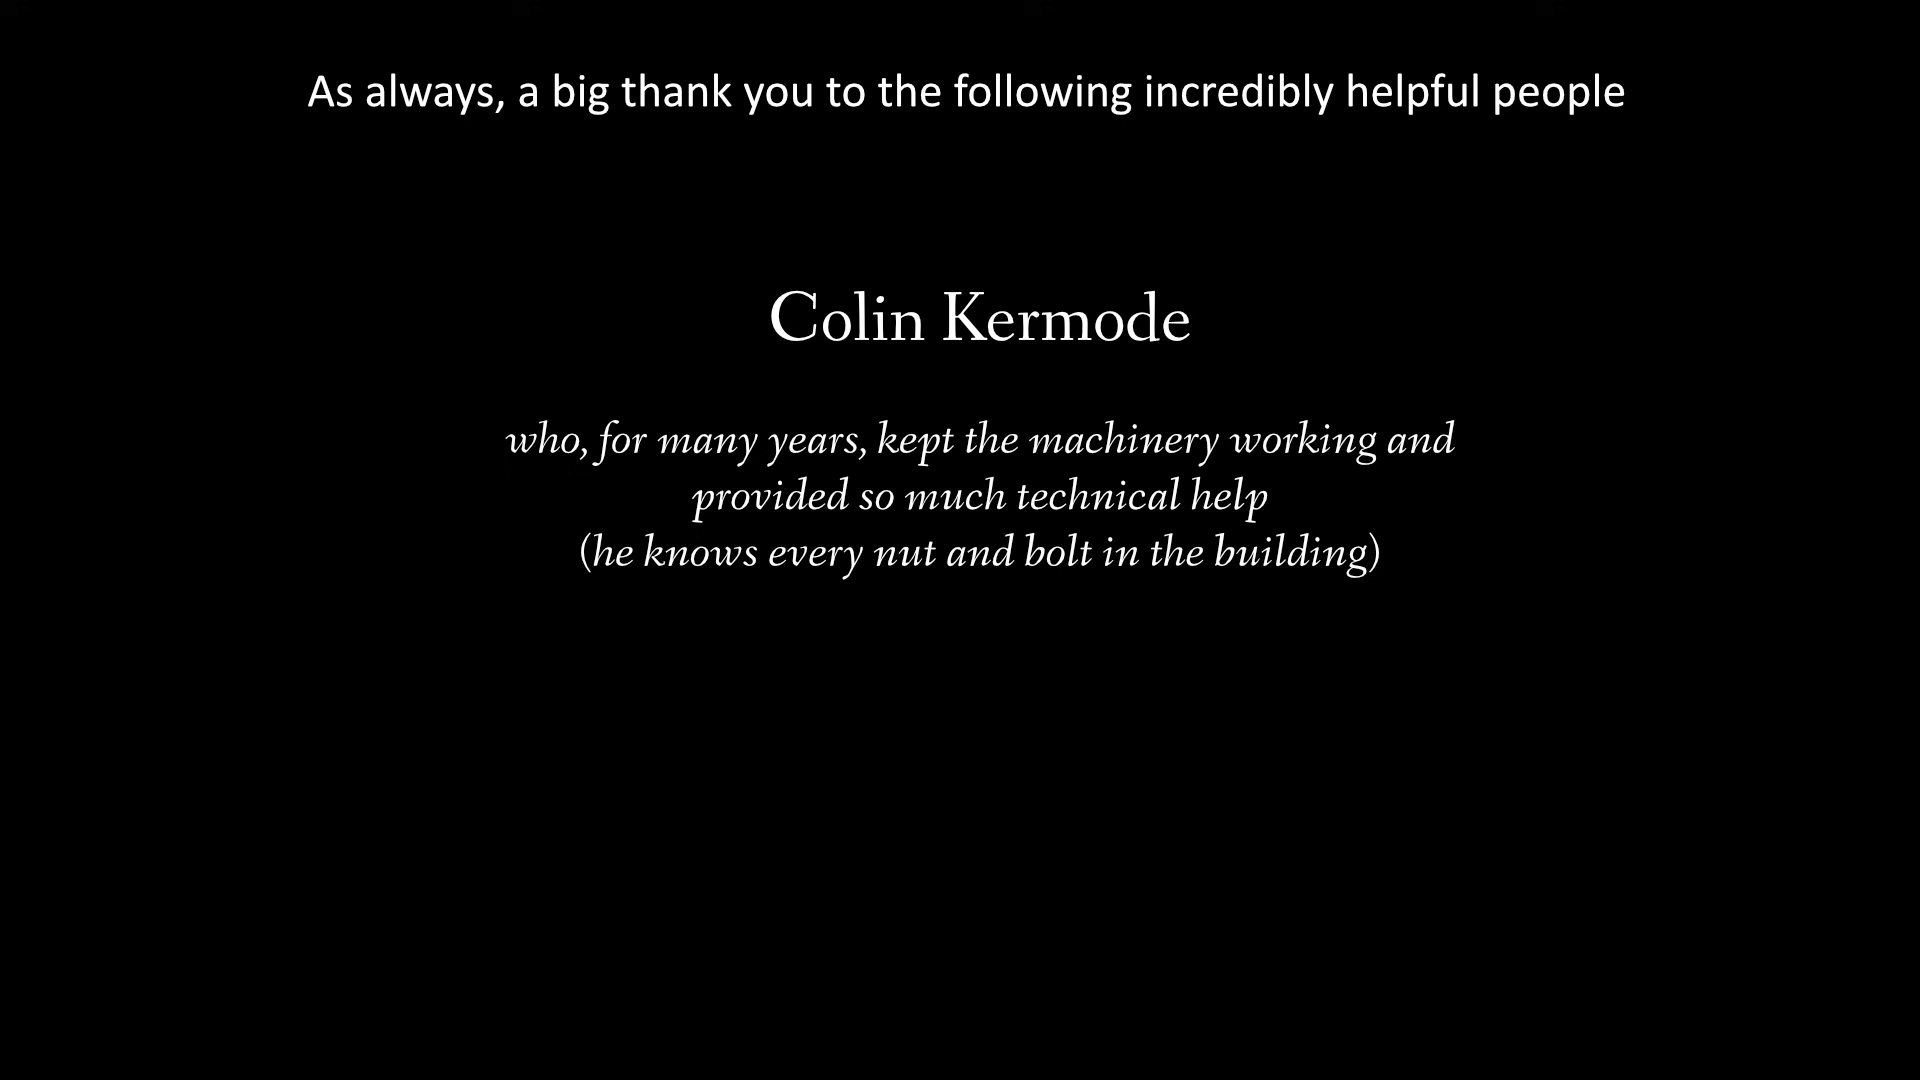 As always, a big thank you to the following incredibly helpful people
Colin Kermode
who, for many years, kept the machinery working and
provided so much technical help
(he knows every nut and bolt in the building)